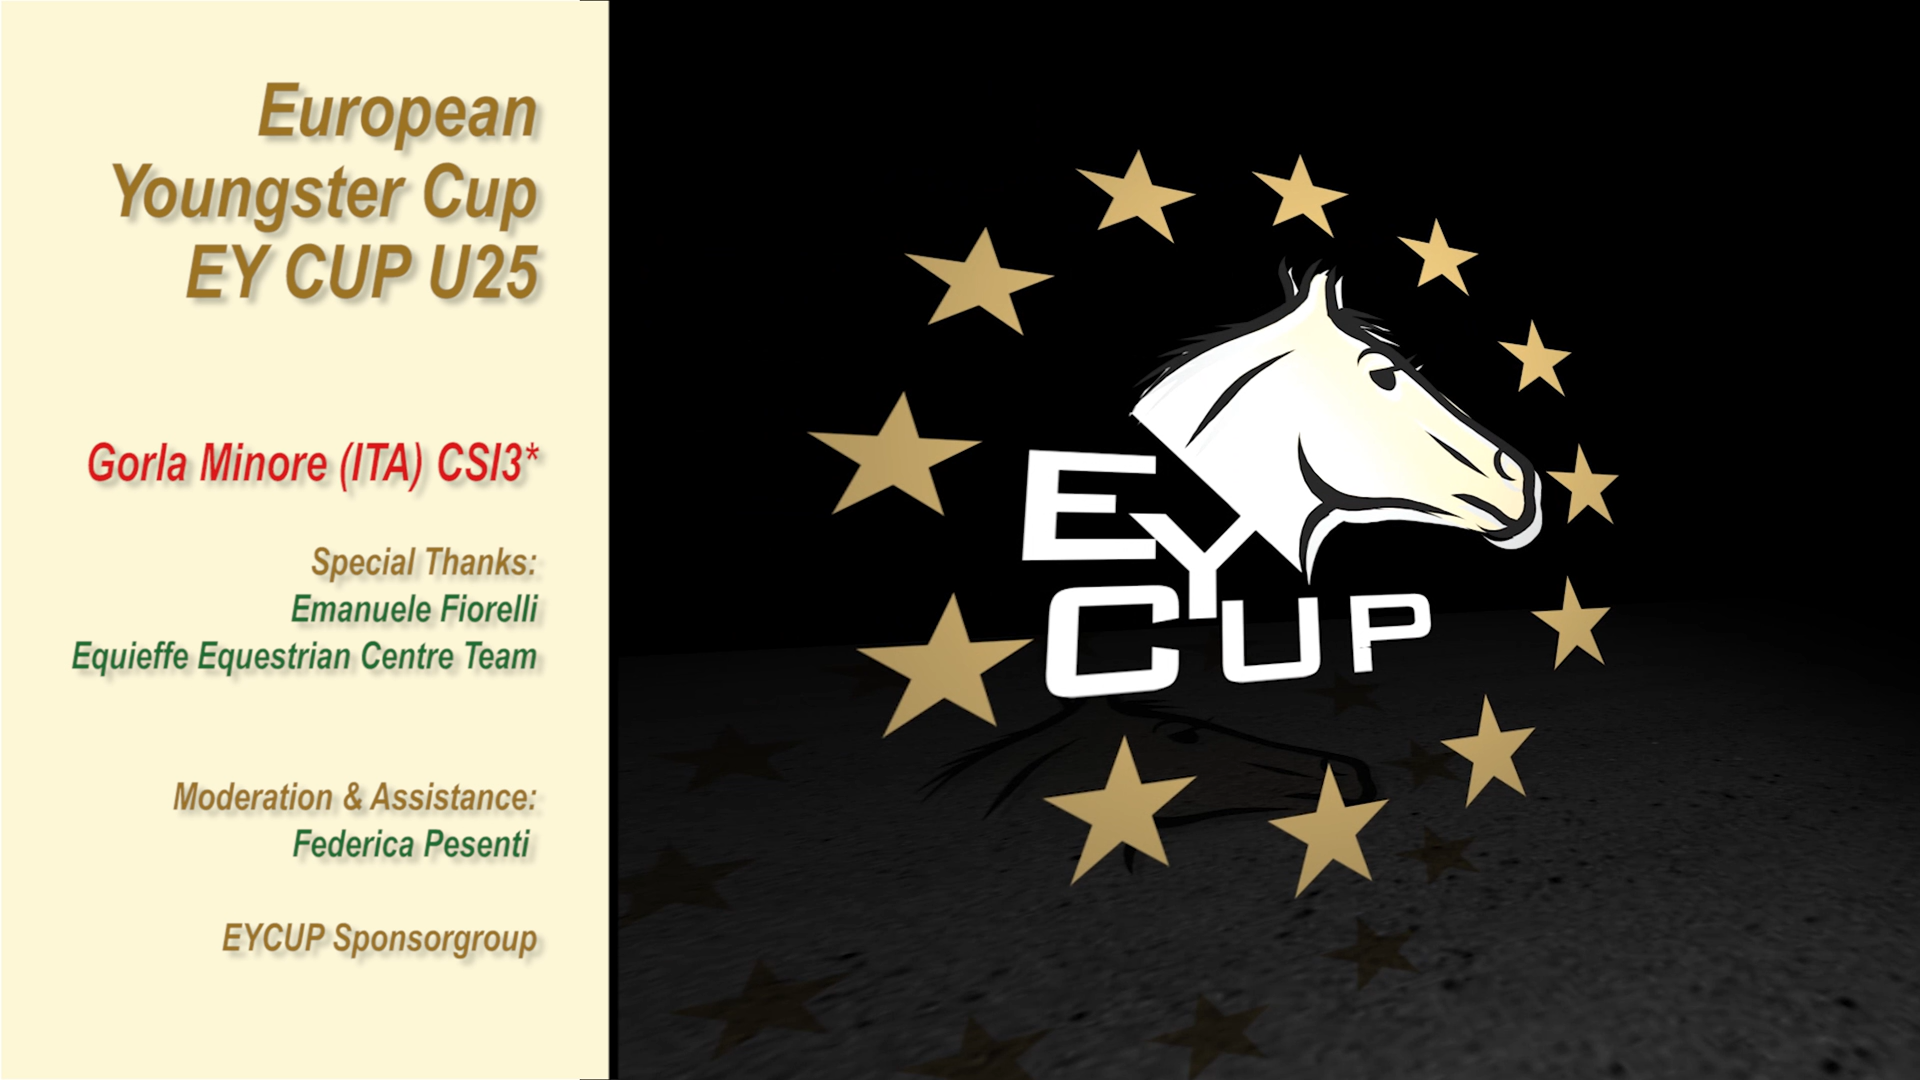 European
Youngster Cup
EY CUP U25
Gorla Minore (ITA) CSI3*
Special Thanks:
Emanuele Fiorelli
Equieffe Equestrian Centre Team
Moderation & Assistance:
Federica Pesenti
EYCUP Sponsorgroup
EY
CUP